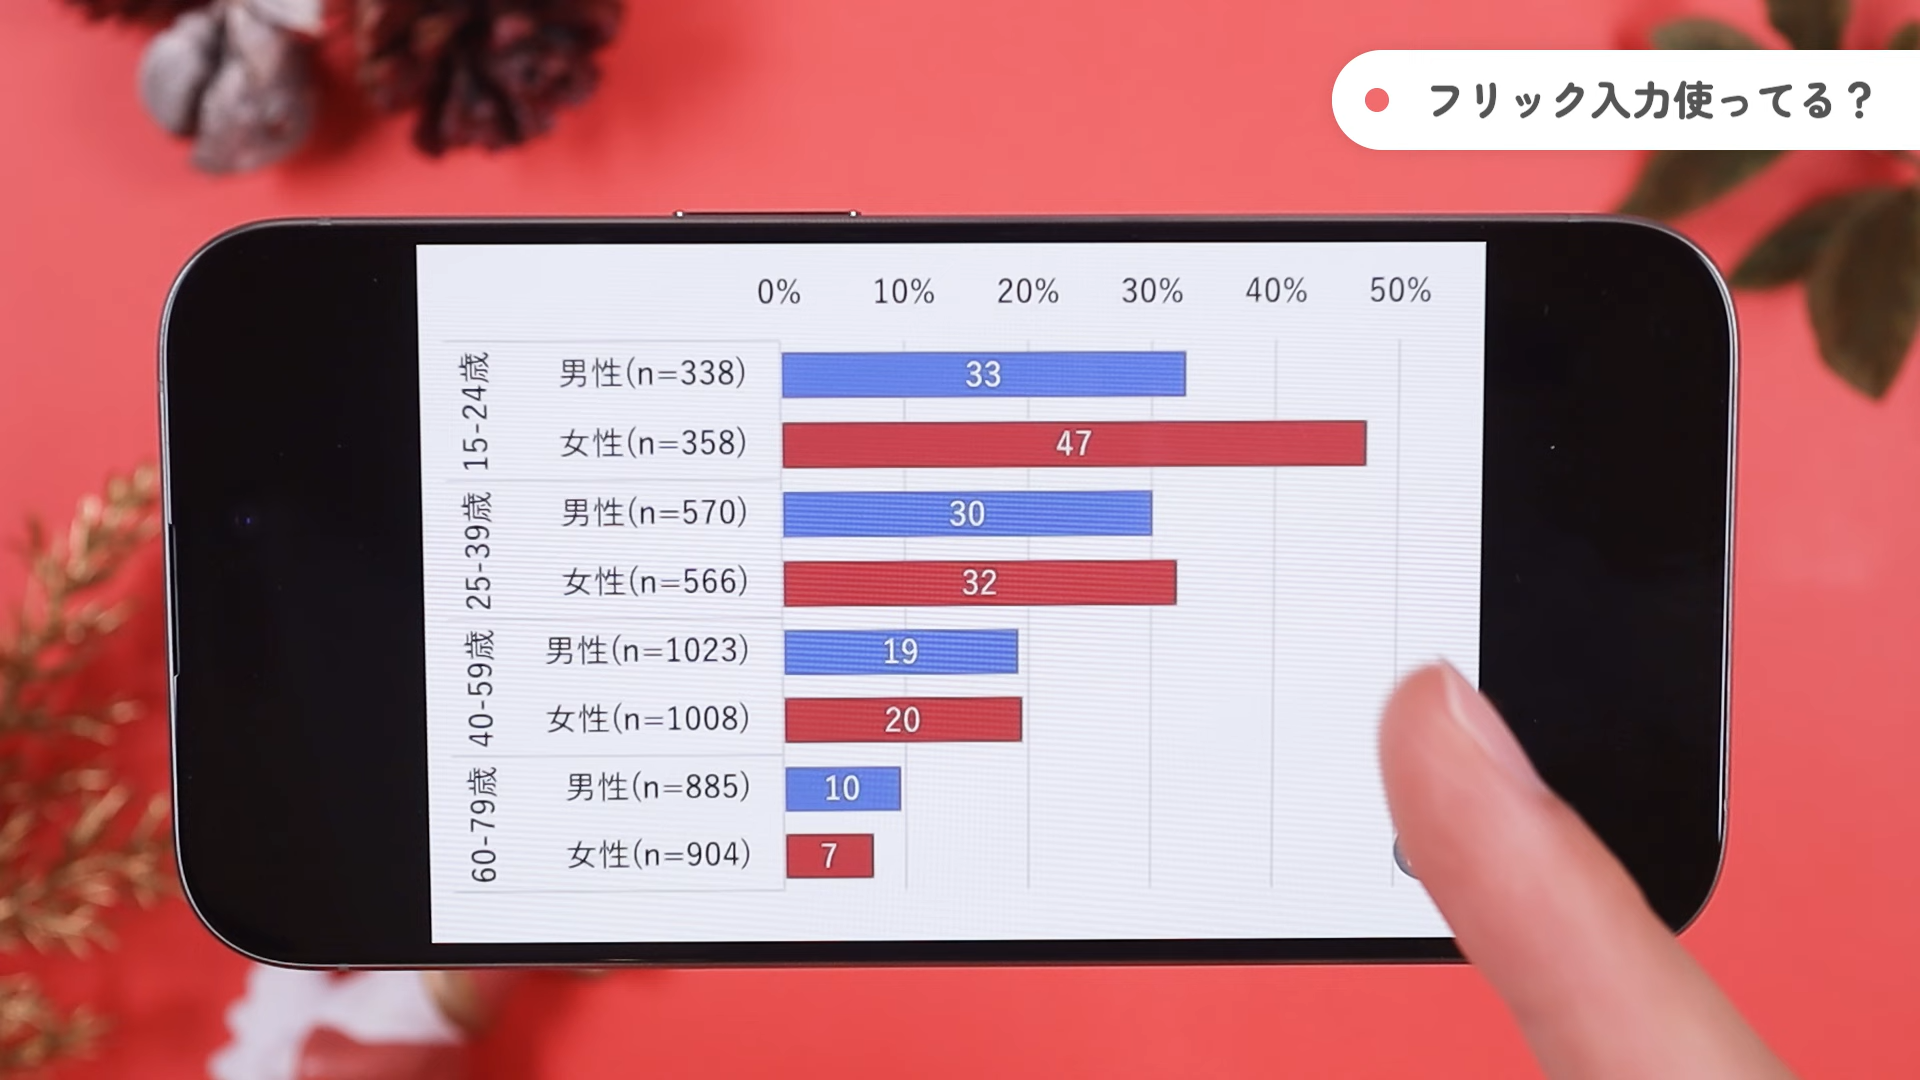 フリック入力使ってる？
0% 10% 20% 30% 40% 50%
15-24歳
男性(n=338) 33
女性(n=358) 47
25-39歳
男性(n=570) 30
女性(n=566) 32
40-59歳
男性(n=1023) 19
女性(n=1008) 20
60-79歳
男性(n=885) 10
女性(n=904) 7